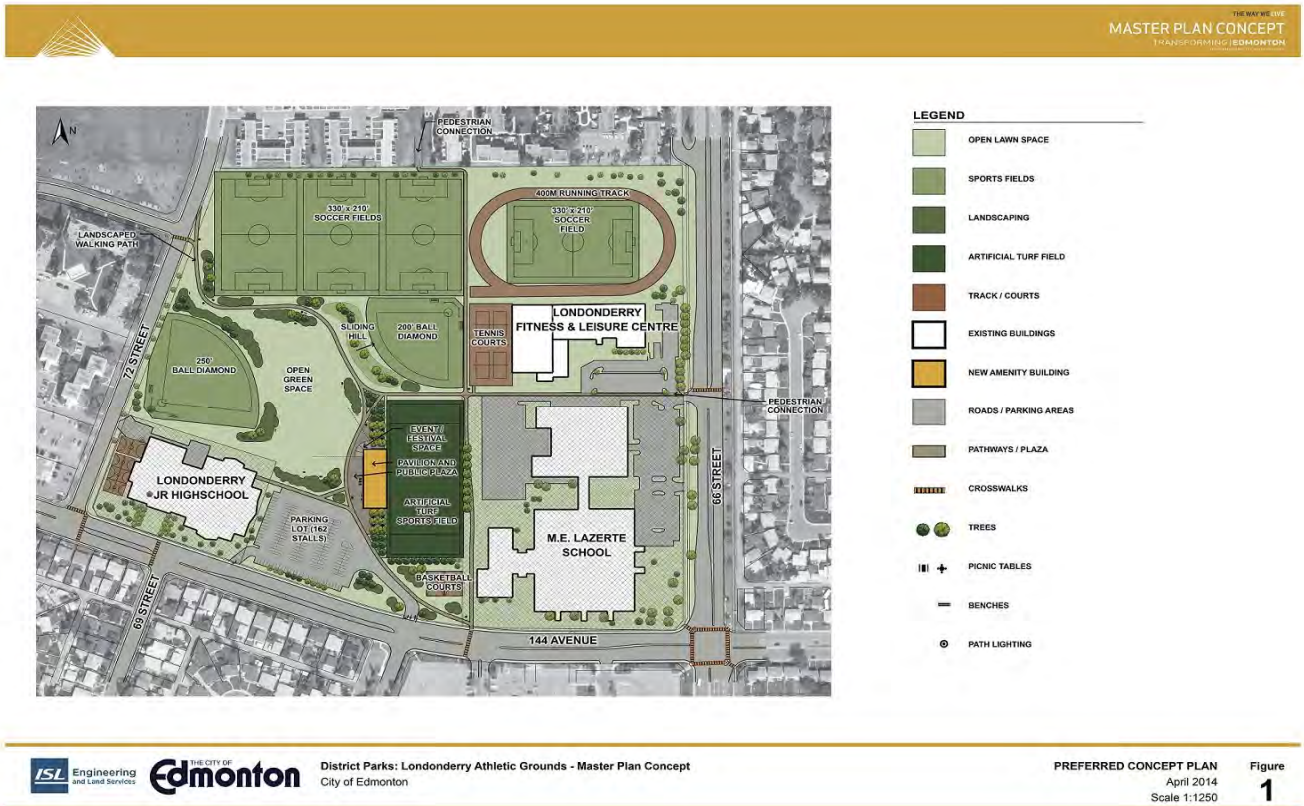 THE WAY WE LIVE
MASTER PLAN CONCEPT
TRANSFORMING | EDMONTON
N
PEDESTRIAN
CONNECTION
400M RUNNING TRACK
330' x 210'
SOCCER FIELDS
330' x 210'
SOCCER
FIELD
LANDSCAPED
WALKING PATH
LONDONDERRY
FITNESS & LEISURE CENTRE
SLIDING
HILL
200' BALL
DIAMOND
TENNIS
COURTS
72 STREET
250'
BALL DIAMOND
OPEN
GREEN
SPACE
PEDESTRIAN
CONNECTION
EVENT /
FESTIVAL
SPACE
PAVILION AND
PUBLIC PLAZA
66 STREET
LONDONDERRY
JR HIGHSCHOOL
ARTIFICIAL
TURF
SPORTS FIELD
PARKING
LOT (162
STALLS)
M.E. LAZERTE
SCHOOL
BASKETBALL
COURTS
69 STREET
144 AVENUE
LEGEND
OPEN LAWN SPACE
SPORTS FIELDS
LANDSCAPING
ARTIFICIAL TURF FIELD
TRACK / COURTS
EXISTING BUILDINGS
NEW AMENITY BUILDING
ROADS / PARKING AREAS
PATHWAYS / PLAZA
CROSSWALKS
TREES
PICNIC TABLES
BENCHES
PATH LIGHTING
ISL Engineering
and Land Services
THE CITY OF
Edmonton
District Parks: Londonderry Athletic Grounds - Master Plan Concept
City of Edmonton
PREFERRED CONCEPT PLAN
April 2014
Scale 1:1250
Figure
1